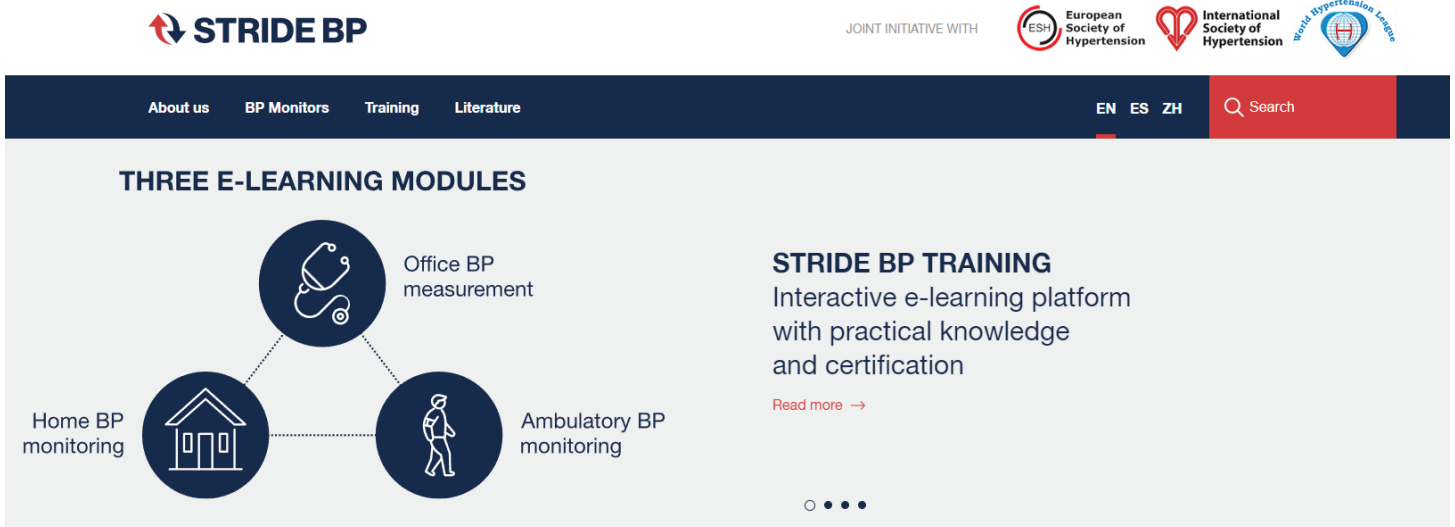 STRIDE BP
JOINT INITIATIVE WITH
ESH
European
Society of
Hypertension
International
Society of
Hypertension
World Hypertension League
H
About us
BP Monitors
Training
Literature
EN
ES
ZH
Search
THREE E-LEARNING MODULES
Office BP
measurement
Home BP
monitoring
Ambulatory BP
monitoring
STRIDE BP TRAINING
Interactive e-learning platform
with practical knowledge
and certification
Read more →